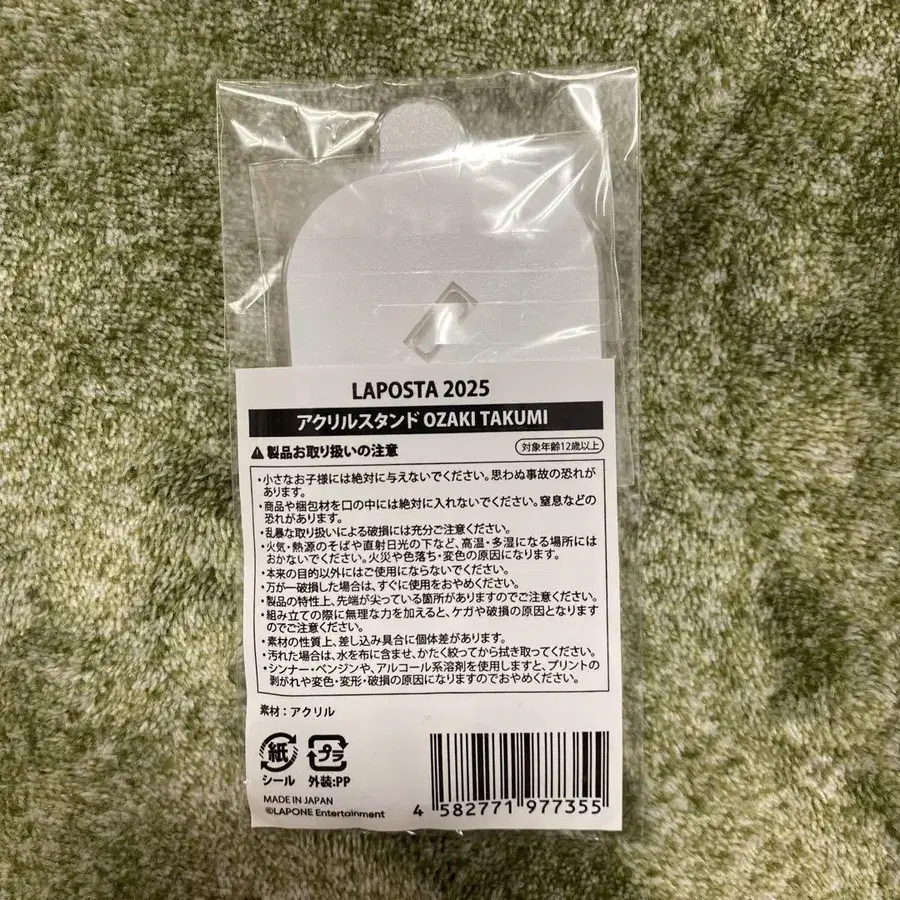 LAPOSTA 2025
アクリルスタンド OZAKI TAKUMI
製品お取り扱いの注意
対象年齢12歳以上
・小さなお子様には絶対に与えないでください。思わぬ事故の恐れが
あります。
・商品や梱包材を口の中には絶対に入れないでください。窒息などの
恐れがあります。
・乱暴な取り扱いによる破損には充分ご注意ください。
・火気・熱源のそばや直射日光の下など、高温・多湿になる場所には
おかないでください。火災や色落ち・変色の原因になります。
・本来の目的以外にはご使用にならないでください。
・万が一破損した場合は、すぐに使用をおやめください。
・製品の特性上、先端が尖っている箇所がありますのでご注意ください。
・組み立ての際に無理な力を加えると、ケガや破損の原因となります
のでご注意ください。
・素材の性質上、差し込み具合に個体差があります。
・汚れた場合は、水を布に含ませ、かたく絞ってから拭き取ってください。
・シンナー・ベンジンや、アルコール系溶剤を使用しますと、プリントの
剥がれや変色・変形・破損の原因になりますのでおやめください。
素材：アクリル
紙
シール
プラ
外装:PP
MADE IN JAPAN
©LAPONE Entertainment
4 582771 977355